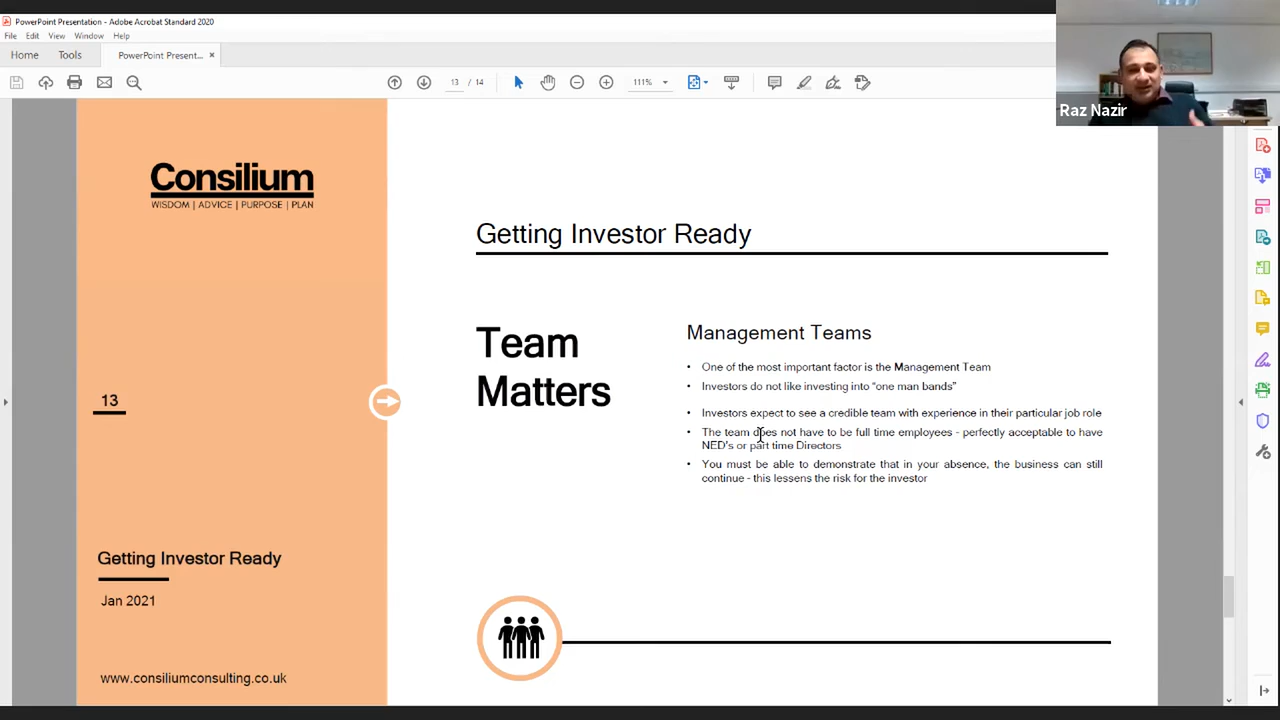 PowerPoint Presentation - Adobe Acrobat Standard 2020
File Edit View Window Help
Home Tools PowerPoint Present... ×
13 / 14 111%
Raz Nazir
Consilium
WISDOM | ADVICE | PURPOSE | PLAN
Getting Investor Ready
Team
Matters
Management Teams
• One of the most important factor is the Management Team
• Investors do not like investing into “one man bands”
• Investors expect to see a credible team with experience in their particular job role
• The team does not have to be full time employees - perfectly acceptable to have
NED's or part time Directors
• You must be able to demonstrate that in your absence, the business can still
continue - this lessens the risk for the investor
13
Getting Investor Ready
Jan 2021
www.consiliumconsulting.co.uk